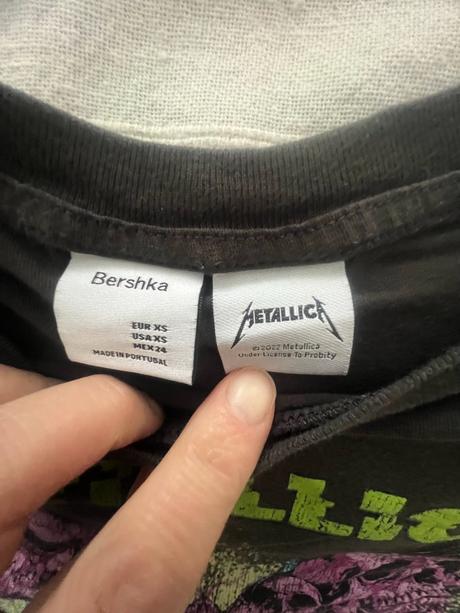 Bershka
EUR XS
USA XS
MEX 24
MADE IN PORTUGAL
METALLICA
©2022 Metallica
Under License To Probity